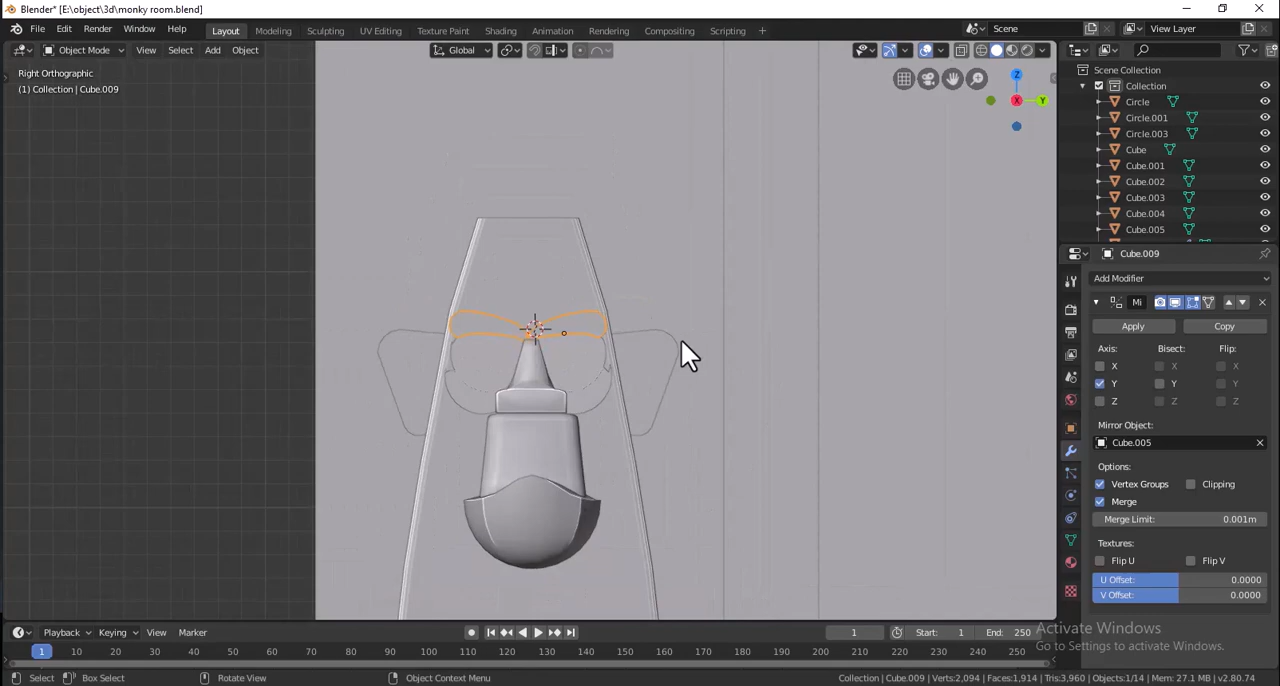 Blender* [E:\object\3d\monky room.blend]
File Edit Render Window Help Layout Modeling Sculpting UV Editing Texture Paint Shading Animation Rendering Compositing Scripting + Scene View Layer
Object Mode View Select Add Object Global
Right Orthographic
(1) Collection | Cube.009
Z
X Y
Scene Collection
Collection
Circle
Circle.001
Circle.003
Cube
Cube.001
Cube.002
Cube.003
Cube.004
Cube.005
Cube.009
Add Modifier
Mi
Apply Copy
Axis: Bisect: Flip:
X X X
Y Y Y
Z Z Z
Mirror Object:
Cube.005
Options:
Vertex Groups Clipping
Merge
Merge Limit: 0.001m
Textures:
Flip U Flip V
U Offset: 0.0000
V Offset: 0.0000
Activate Windows
Go to Settings to activate Windows.
Playback Keying View Marker 1 Start: 1 End: 250
1 10 20 30 40 50 60 70 80 90 100 110 120 130 140 150 160 170 180 190 200 210 220 230 240 250
Select Box Select Rotate View Object Context Menu Collection | Cube.009 | Verts:2,094 | Faces:1,914 | Tris:3,960 | Objects:1/14 | Mem: 27.1 MB | v2.80.74